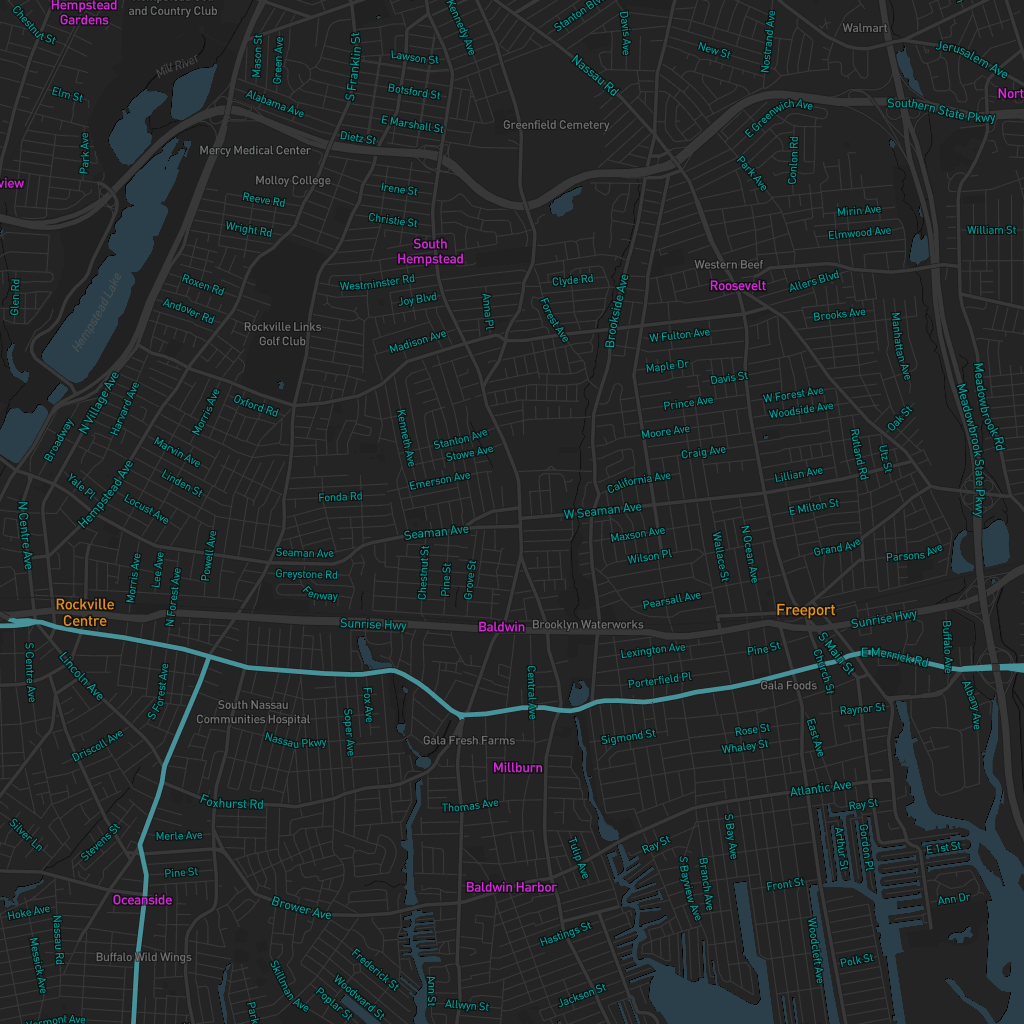 Hempstead
Gardens
and Country Club
Chestnut St
Mason St
Green Ave
S Franklin St
Kennedy Ave
Lawson St
Botsford St
E Marshall St
Stanton Blvd
Davis Ave
Nassau Rd
New St
Nostrand Ave
Walmart
Jerusalem Ave
Mill River
Elm St
Park Ave
Alabama Ave
Dietz St
Greenfield Cemetery
E Greenwich Ave
Southern State Pkwy
Mercy Medical Center
Molloy College
Irene St
Park Ave
Conlon Rd
Reeve Rd
Wright Rd
Christie St
Mirin Ave
Elmwood Ave
William St
South
Hempstead
Western Beef
Roosevelt
Allers Blvd
Glen Rd
Hempstead Lake
Roxen Rd
Andover Rd
Westminster Rd
Joy Blvd
Anna Pl
Clyde Rd
Forest Ave
Brookside Ave
Brooks Ave
Manhattan Ave
Rockville Links
Golf Club
Madison Ave
W Fulton Ave
Maple Dr
Davis St
Meadowbrook Rd
Meadowbrook State Pkwy
N Village Ave
Harvard Ave
Morris Ave
Oxford Rd
Prince Ave
W Forest Ave
Woodside Ave
Oak St
Broadway
Marvin Ave
Kenneth Ave
Stanton Ave
Stowe Ave
Moore Ave
Craig Ave
Rutland Rd
Utz St
Yale Pl
Hempstead Ave
Linden St
Locust Ave
Fonda Rd
Emerson Ave
California Ave
Lillian Ave
N Centre Ave
W Seaman Ave
E Milton St
Powell Ave
Seaman Ave
Seaman Ave
Maxson Ave
Wilson Pl
Wallace St
N Ocean Ave
Grand Ave
Parsons Ave
Morris Ave
Lee Ave
N Forest Ave
Greystone Rd
Fenway
Chestnut St
Pine St
Grove St
Pearsall Ave
Rockville
Centre
Freeport
Sunrise Hwy
Baldwin
Brooklyn Waterworks
Sunrise Hwy
S Centre Ave
Lincoln Ave
S Forest Ave
Lexington Ave
Pine St
S Main St
Church St
E Merrick Rd
Buffalo Ave
Albany Ave
Fox Ave
Soper Ave
Central Ave
Porterfield Pl
Gala Foods
South Nassau
Communities Hospital
Raynor St
Driscoll Ave
Nassau Pkwy
Gala Fresh Farms
Sigmond St
Rose St
Whaley St
East Ave
Millburn
Foxhurst Rd
Thomas Ave
Atlantic Ave
Ray St
Silver Ln
Stevens St
Merle Ave
Tulip Ave
Ray St
S Bay Ave
Arthur St
Gordon Pl
E 1st St
Pine St
Oceanside
Baldwin Harbor
S Bayview Ave
Branch Ave
Front St
Ann Dr
Hoke Ave
Brower Ave
Nassau Rd
Messick Ave
Hastings St
Woodcleft Ave
Buffalo Wild Wings
Frederick St
Skillman Ave
Woodward St
Poplar St
Ann St
Allwyn St
Jackson St
Polk St